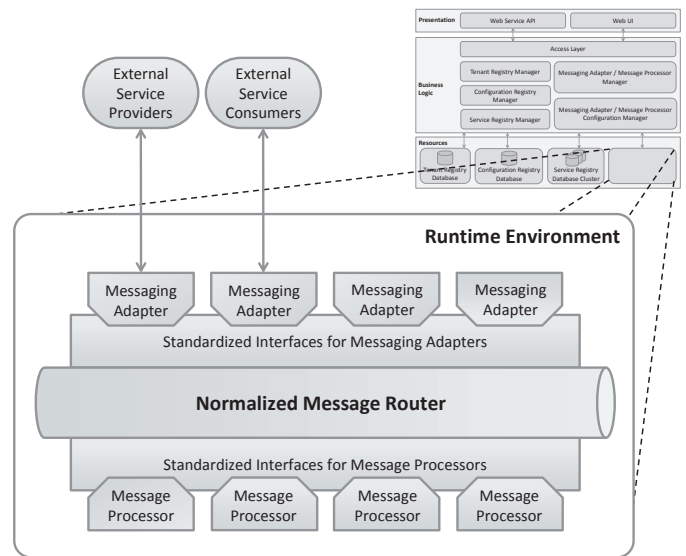 Presentation
Web Service API
Web UI
Access Layer
Business
Logic
Tenant Registry Manager
Configuration Registry
Manager
Service Registry Manager
Messaging Adapter / Message Processor
Manager
Messaging Adapter / Message Processor
Configuration Manager
Resources
Tenant Registry
Database
Configuration Registry
Database
Service Registry
Database Cluster
External
Service
Providers
External
Service
Consumers
Runtime Environment
Messaging
Adapter
Messaging
Adapter
Messaging
Adapter
Messaging
Adapter
Standardized Interfaces for Messaging Adapters
Normalized Message Router
Standardized Interfaces for Message Processors
Message
Processor
Message
Processor
Message
Processor
Message
Processor